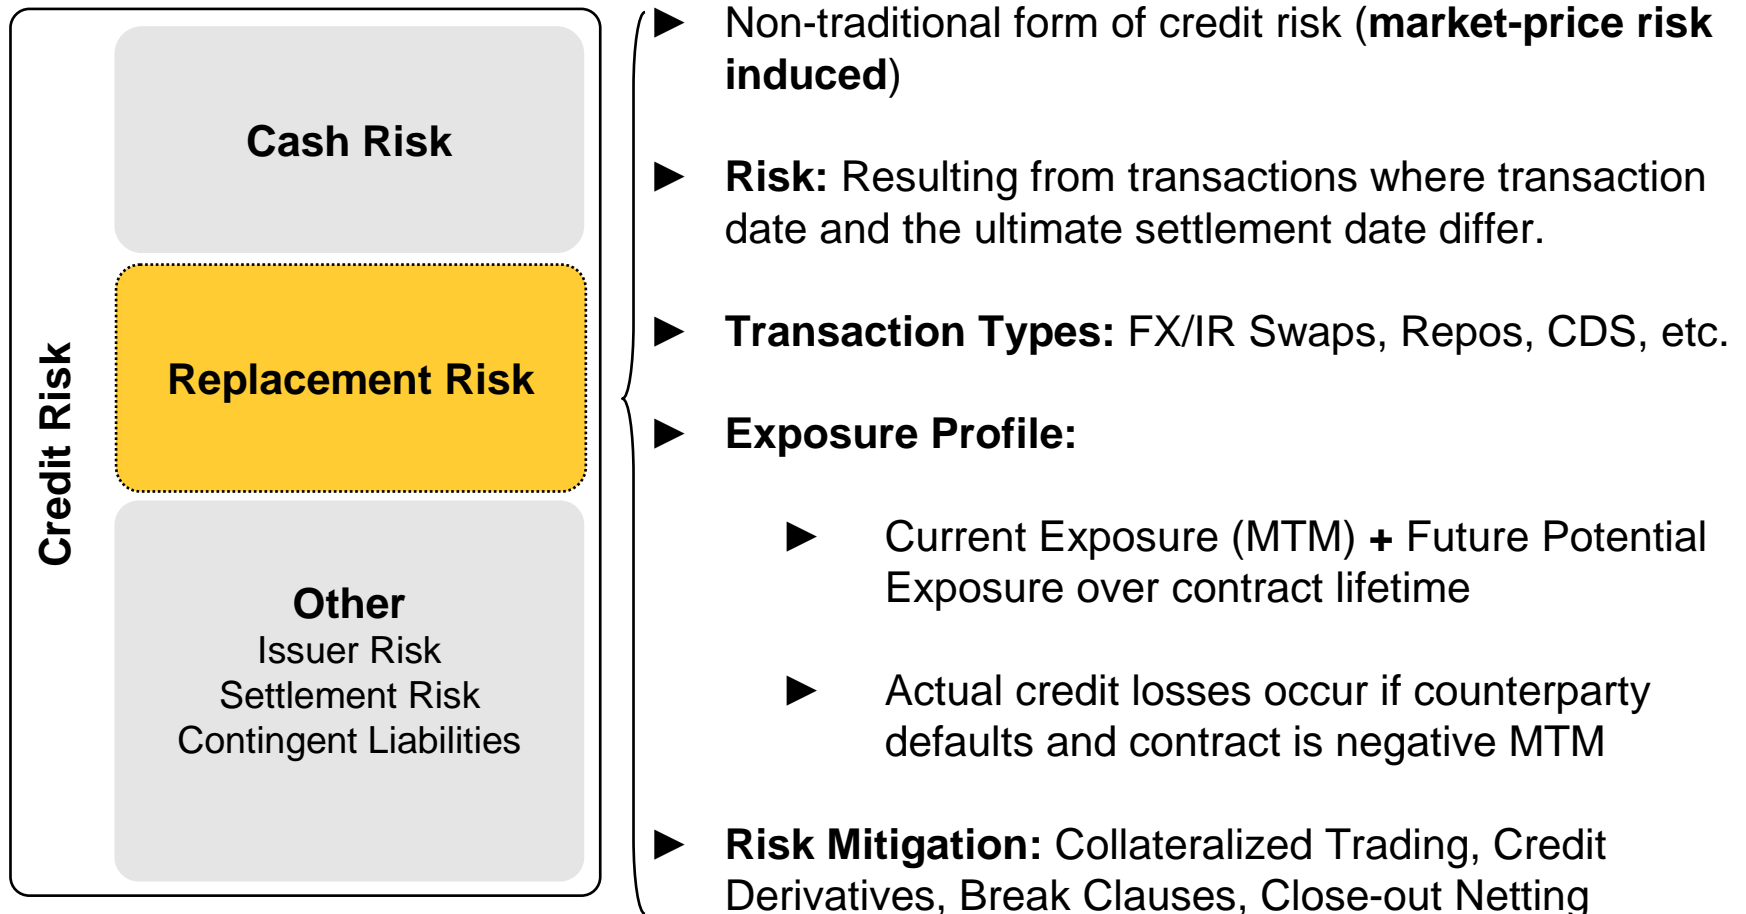 Credit Risk
Cash Risk
Replacement Risk
Other
Issuer Risk
Settlement Risk
Contingent Liabilities
► Non-traditional form of credit risk (market-price risk
induced)
► Risk: Resulting from transactions where transaction
date and the ultimate settlement date differ.
► Transaction Types: FX/IR Swaps, Repos, CDS, etc.
► Exposure Profile:
► Current Exposure (MTM) + Future Potential
Exposure over contract lifetime
► Actual credit losses occur if counterparty
defaults and contract is negative MTM
► Risk Mitigation: Collateralized Trading, Credit
Derivatives, Break Clauses, Close-out Netting